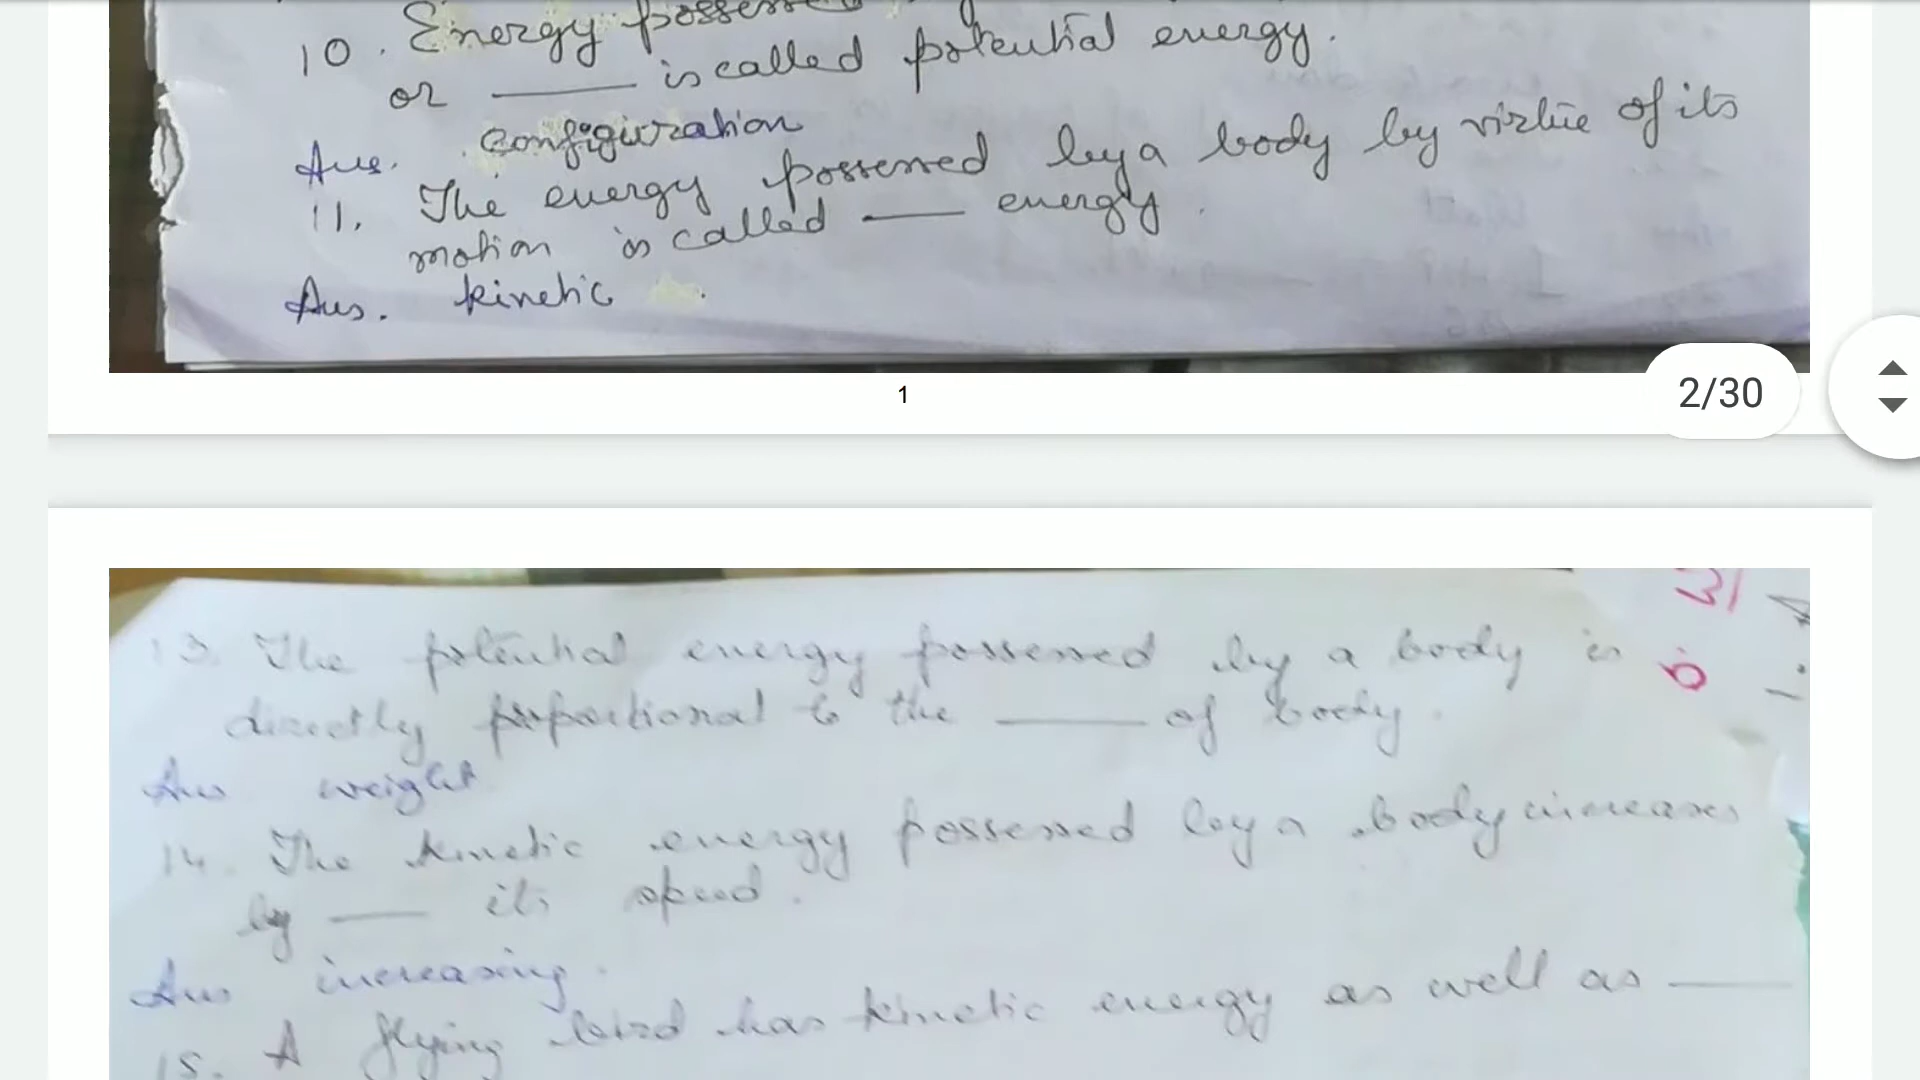 10. Energy possessed
or ____ is called potential energy.
Ans. configuration
11. The energy possessed by a body by virtue of its
motion is called ____ energy.
Ans. kinetic
1
2/30
13. The potential energy possessed by a body is
directly proportional to the ____ of body.
Ans weight
14. The kinetic energy possessed by a body increases
by ____ its speed.
Ans increasing.
15. A flying bird has kinetic energy as well as ____